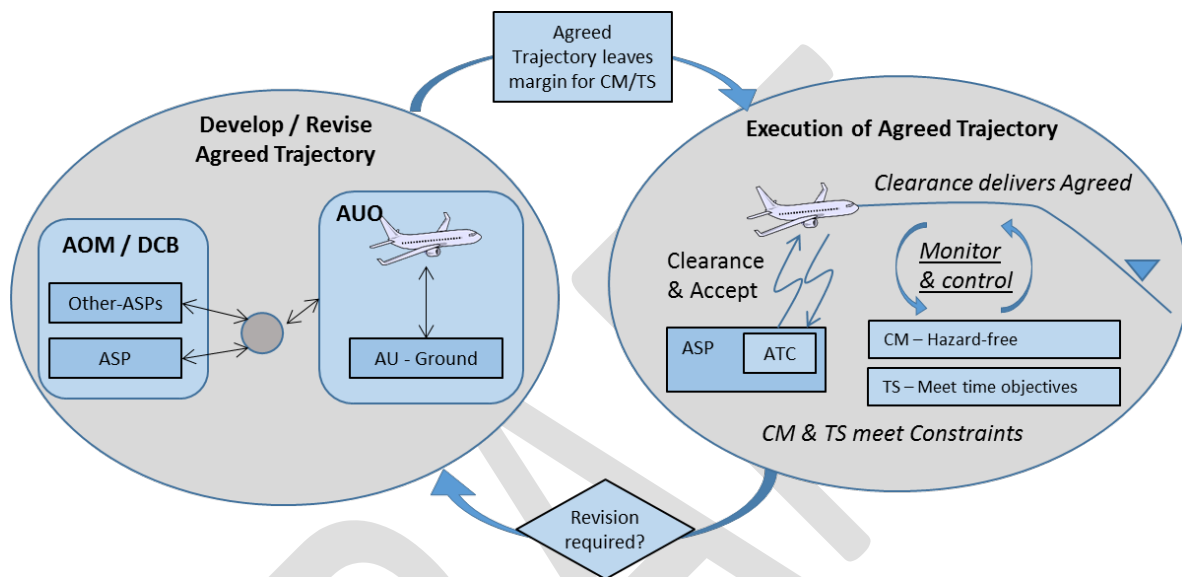 Agreed
Trajectory leaves
margin for CM/TS
Develop / Revise
Agreed Trajectory
AOM / DCB
Other-ASPs
ASP
AUO
AU - Ground
Execution of Agreed Trajectory
Clearance delivers Agreed
Clearance
& Accept
Monitor
& control
ASP
ATC
CM – Hazard-free
TS – Meet time objectives
CM & TS meet Constraints
Revision
required?